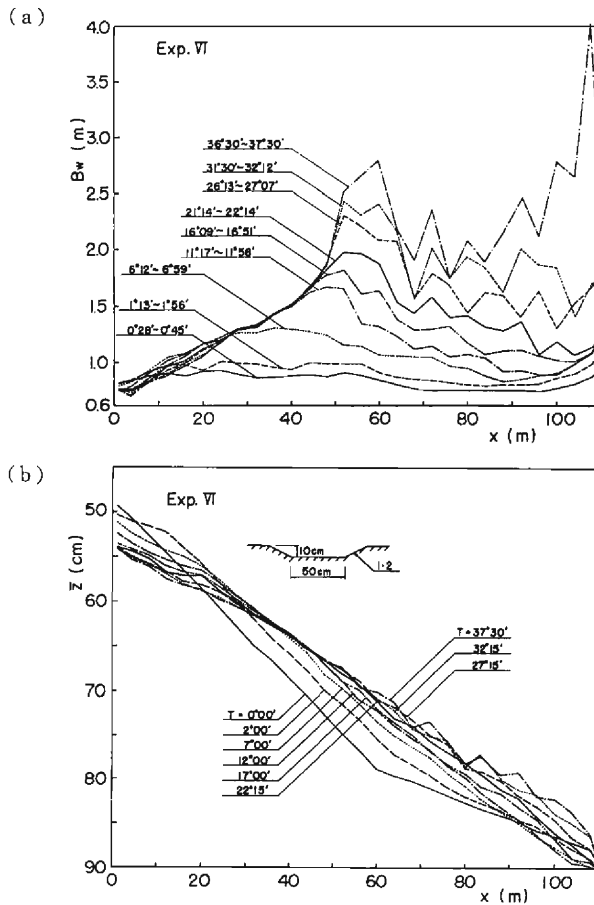 (a)
Exp. VI
4.0
3.5
3.0
2.5
2.0
1.5
1.0
0.6
Bw (m)
36°30'~37°30'
31°30'~32°12'
26°13'~27°07'
21°14'~22°14'
16°09'~16°51'
11°17'~11°58'
6°12'~6°59'
1°13'~1°56'
0°28'~0°45'
0 20 40 60 80 100
x (m)
(b)
Exp. VI
50
60
70
80
90
z̄ (cm)
10cm
50cm
1:2
T = 37°30'
32°15'
27°15'
T = 0°00'
2°00'
7°00'
12°00'
17°00'
22°15'
0 20 40 60 80 100
x (m)